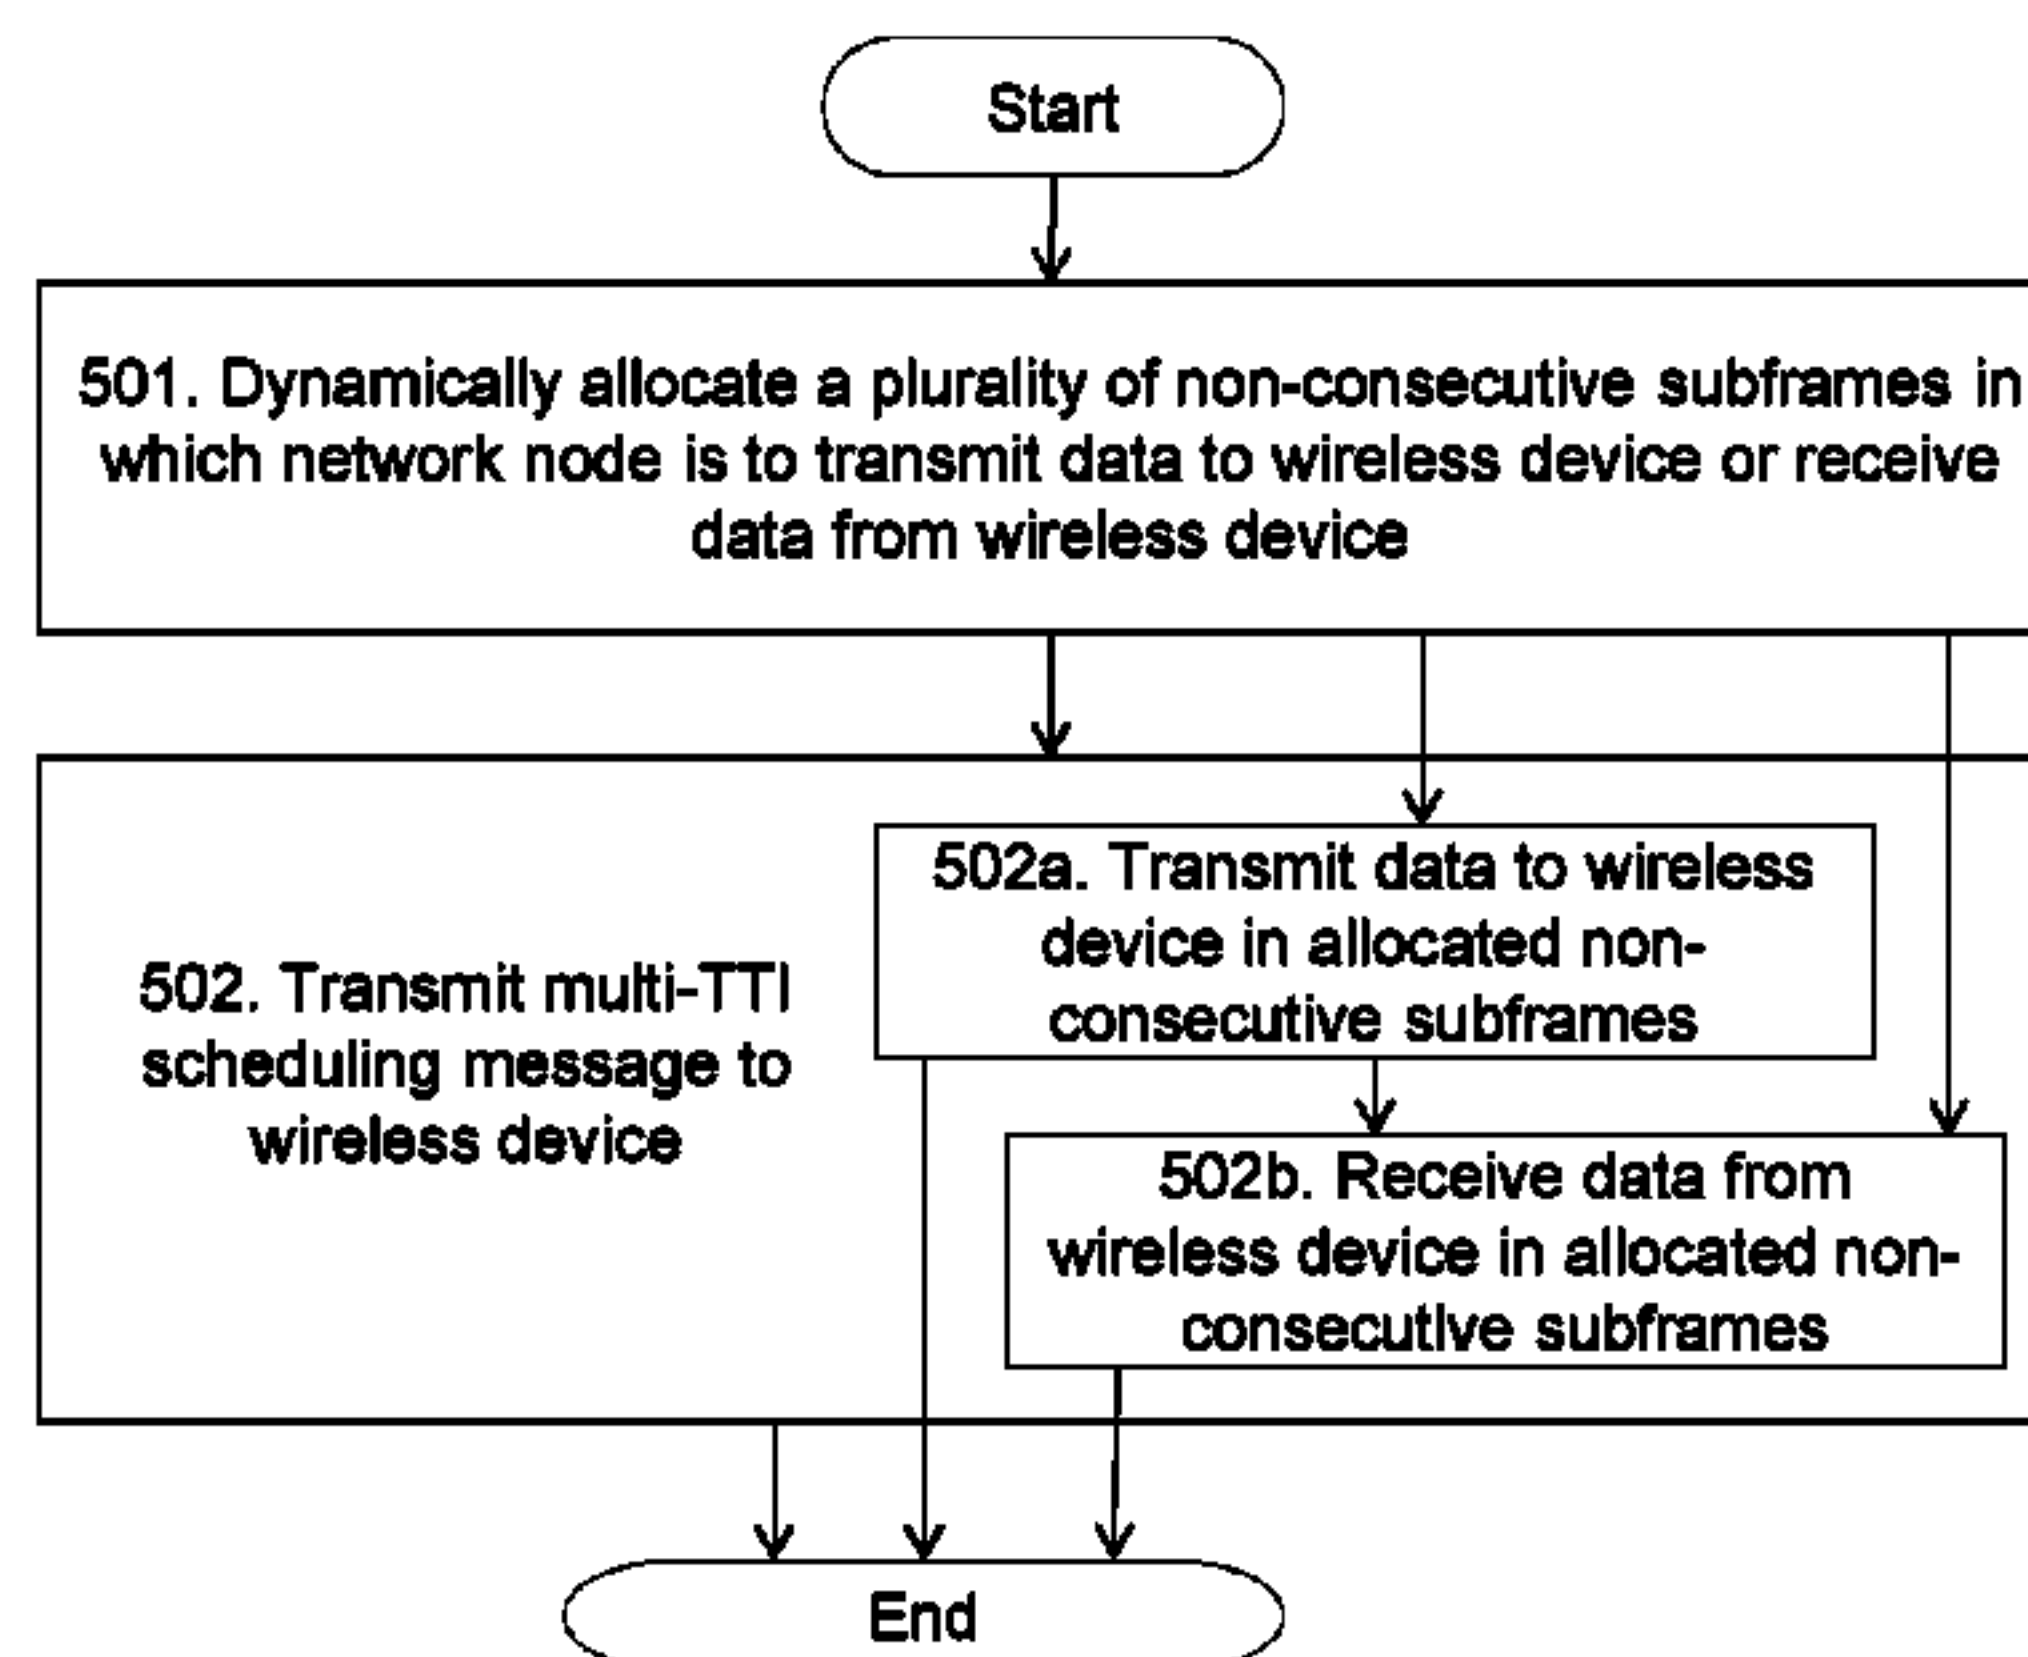 Start
501. Dynamically allocate a plurality of non-consecutive subframes in
which network node is to transmit data to wireless device or receive
data from wireless device
502. Transmit multi-TTI
scheduling message to
wireless device
502a. Transmit data to wireless
device in allocated non-
consecutive subframes
502b. Receive data from
wireless device in allocated non-
consecutive subframes
End